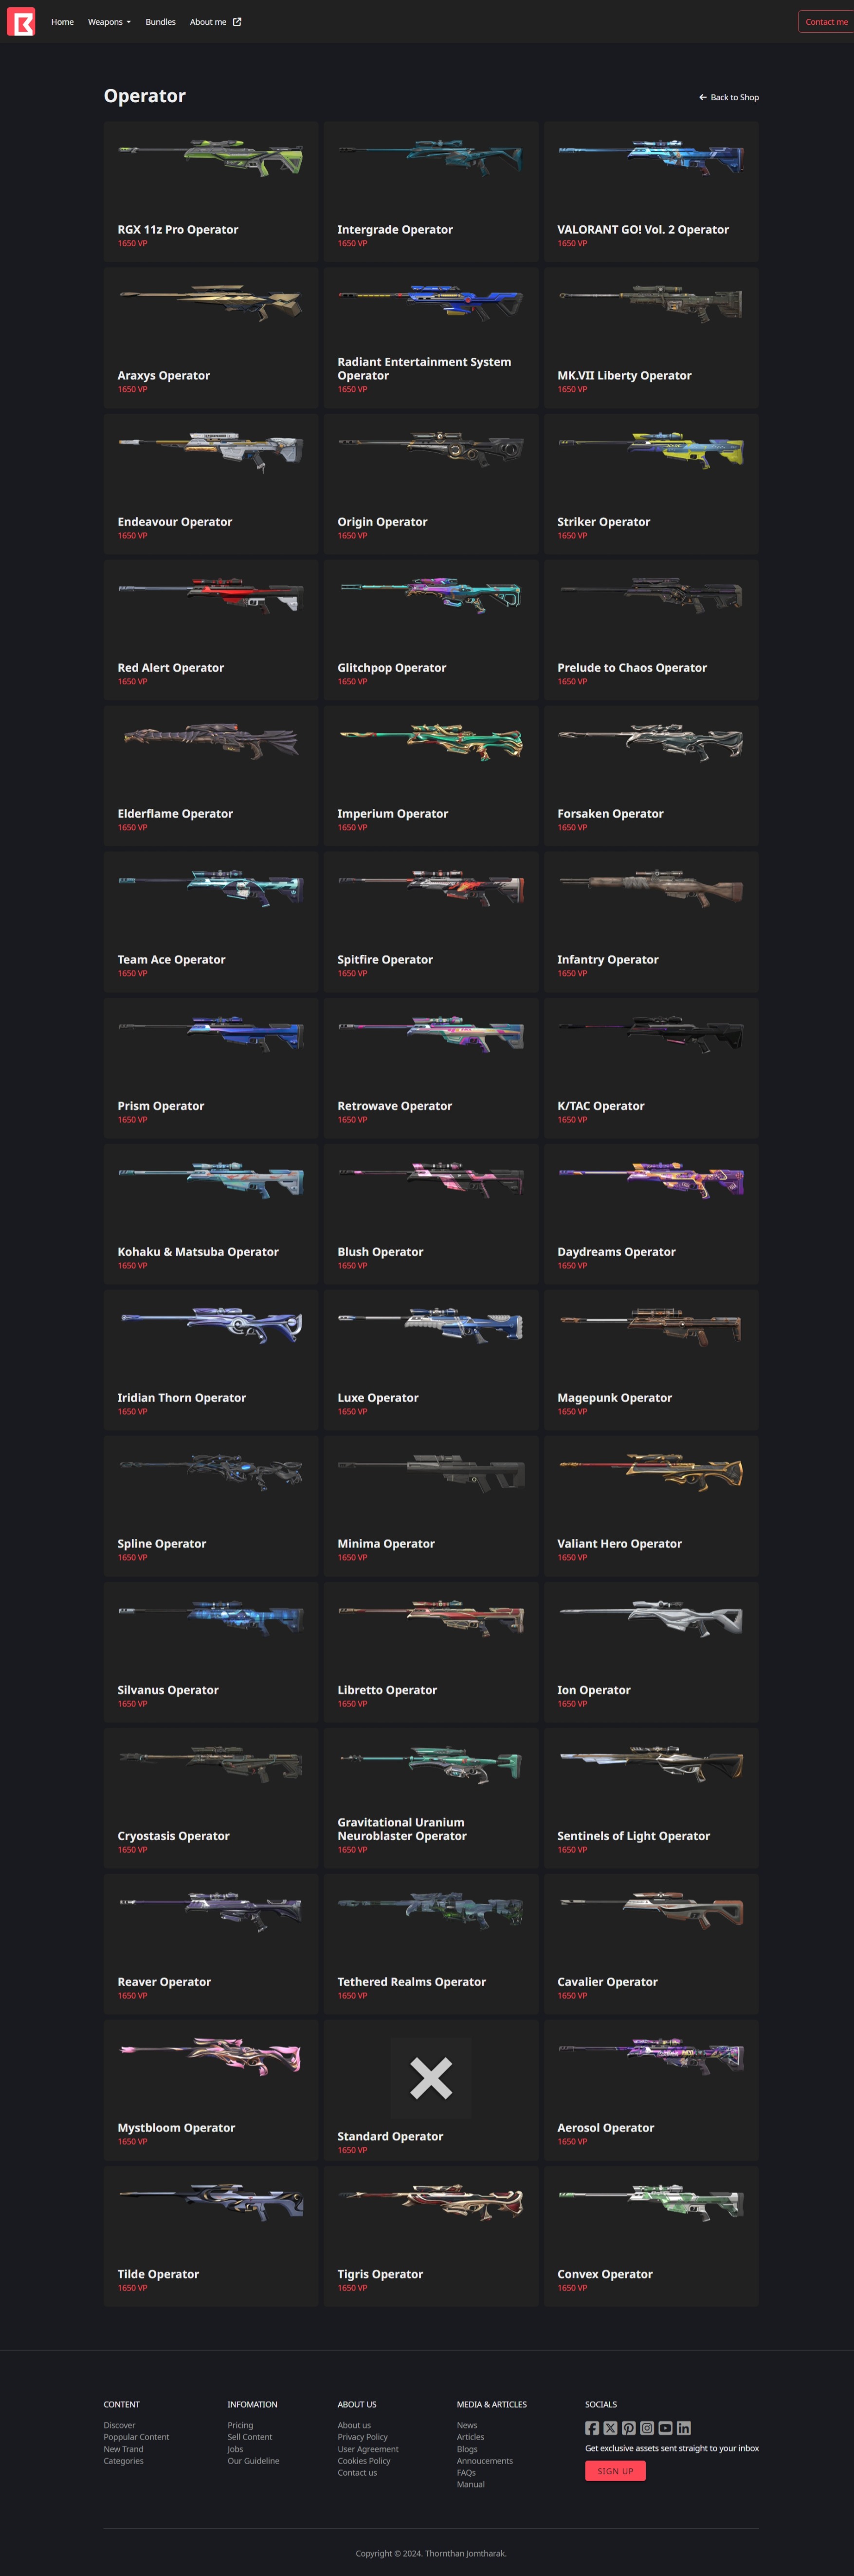 Home
Weapons
Bundles
About me
Contact me
Operator
Back to Shop
RGX 11z Pro Operator
1650 VP
Intergrade Operator
1650 VP
VALORANT GO! Vol. 2 Operator
1650 VP
Araxys Operator
1650 VP
Radiant Entertainment System
Operator
1650 VP
MK.VII Liberty Operator
1650 VP
Endeavour Operator
1650 VP
Origin Operator
1650 VP
Striker Operator
1650 VP
Red Alert Operator
1650 VP
Glitchpop Operator
1650 VP
Prelude to Chaos Operator
1650 VP
Elderflame Operator
1650 VP
Imperium Operator
1650 VP
Forsaken Operator
1650 VP
Team Ace Operator
1650 VP
Spitfire Operator
1650 VP
Infantry Operator
1650 VP
Prism Operator
1650 VP
Retrowave Operator
1650 VP
K/TAC Operator
1650 VP
Kohaku & Matsuba Operator
1650 VP
Blush Operator
1650 VP
Daydreams Operator
1650 VP
Iridian Thorn Operator
1650 VP
Luxe Operator
1650 VP
Magepunk Operator
1650 VP
Spline Operator
1650 VP
Minima Operator
1650 VP
Valiant Hero Operator
1650 VP
Silvanus Operator
1650 VP
Libretto Operator
1650 VP
Ion Operator
1650 VP
Cryostasis Operator
1650 VP
Gravitational Uranium
Neuroblaster Operator
1650 VP
Sentinels of Light Operator
1650 VP
Reaver Operator
1650 VP
Tethered Realms Operator
1650 VP
Cavalier Operator
1650 VP
Mystbloom Operator
1650 VP
Standard Operator
1650 VP
Aerosol Operator
1650 VP
Tilde Operator
1650 VP
Tigris Operator
1650 VP
Convex Operator
1650 VP
CONTENT
Discover
Poppular Content
New Trand
Categories
INFOMATION
Pricing
Sell Content
Jobs
Our Guideline
ABOUT US
About us
Privacy Policy
User Agreement
Cookies Policy
Contact us
MEDIA & ARTICLES
News
Articles
Blogs
Annoucements
FAQs
Manual
SOCIALS
Get exclusive assets sent straight to your inbox
SIGN UP
Copyright © 2024. Thornthan Jomtharak.